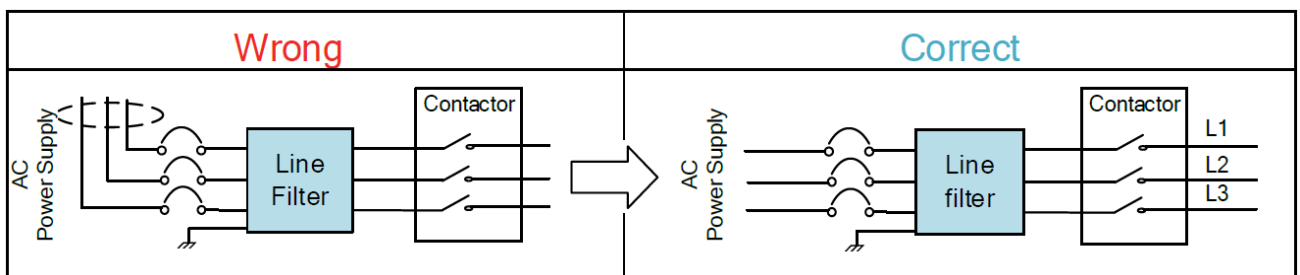 Wrong
Correct
AC
Power Supply
Line
Filter
Contactor
AC
Power Supply
Line
filter
Contactor
L1
L2
L3